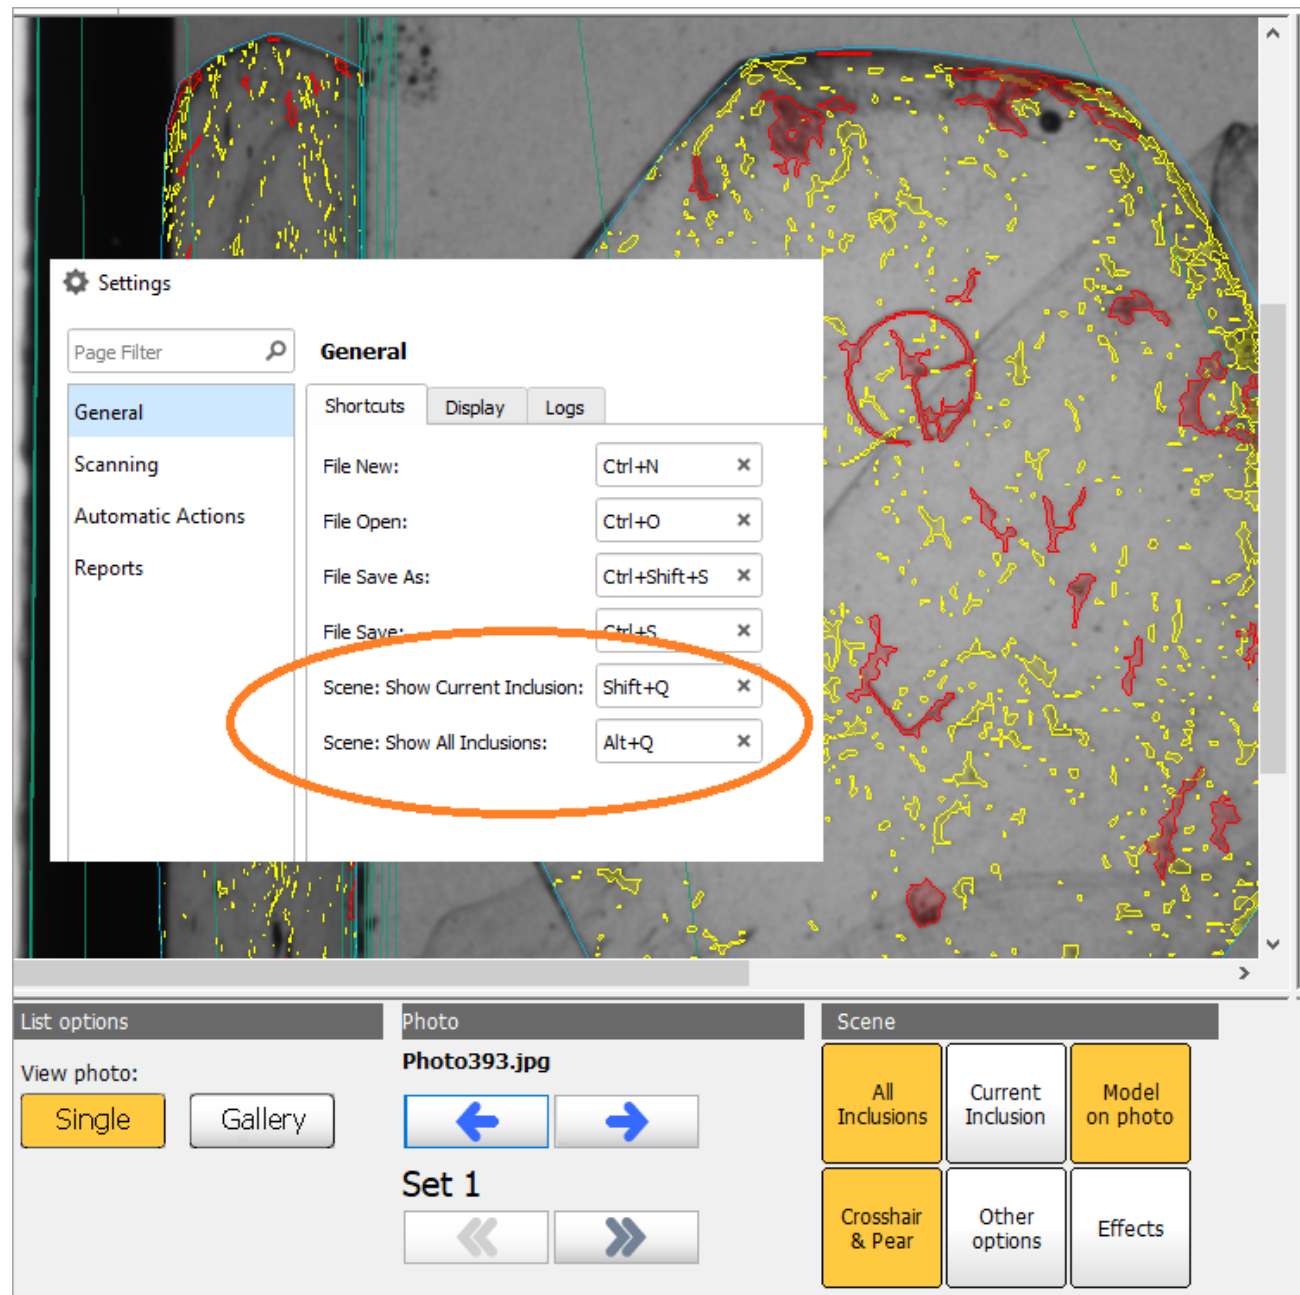 Settings
Page Filter
General
Scanning
Automatic Actions
Reports
General
Shortcuts Display Logs
File New: Ctrl+N
File Open: Ctrl+O
File Save As: Ctrl+Shift+S
File Save: Ctrl+S
Scene: Show Current Inclusion: Shift+Q
Scene: Show All Inclusions: Alt+Q
List options
View photo:
Single Gallery
Photo
Photo393.jpg
Set 1
Scene
All
Inclusions
Current
Inclusion
Model
on photo
Crosshair
& Pear
Other
options
Effects